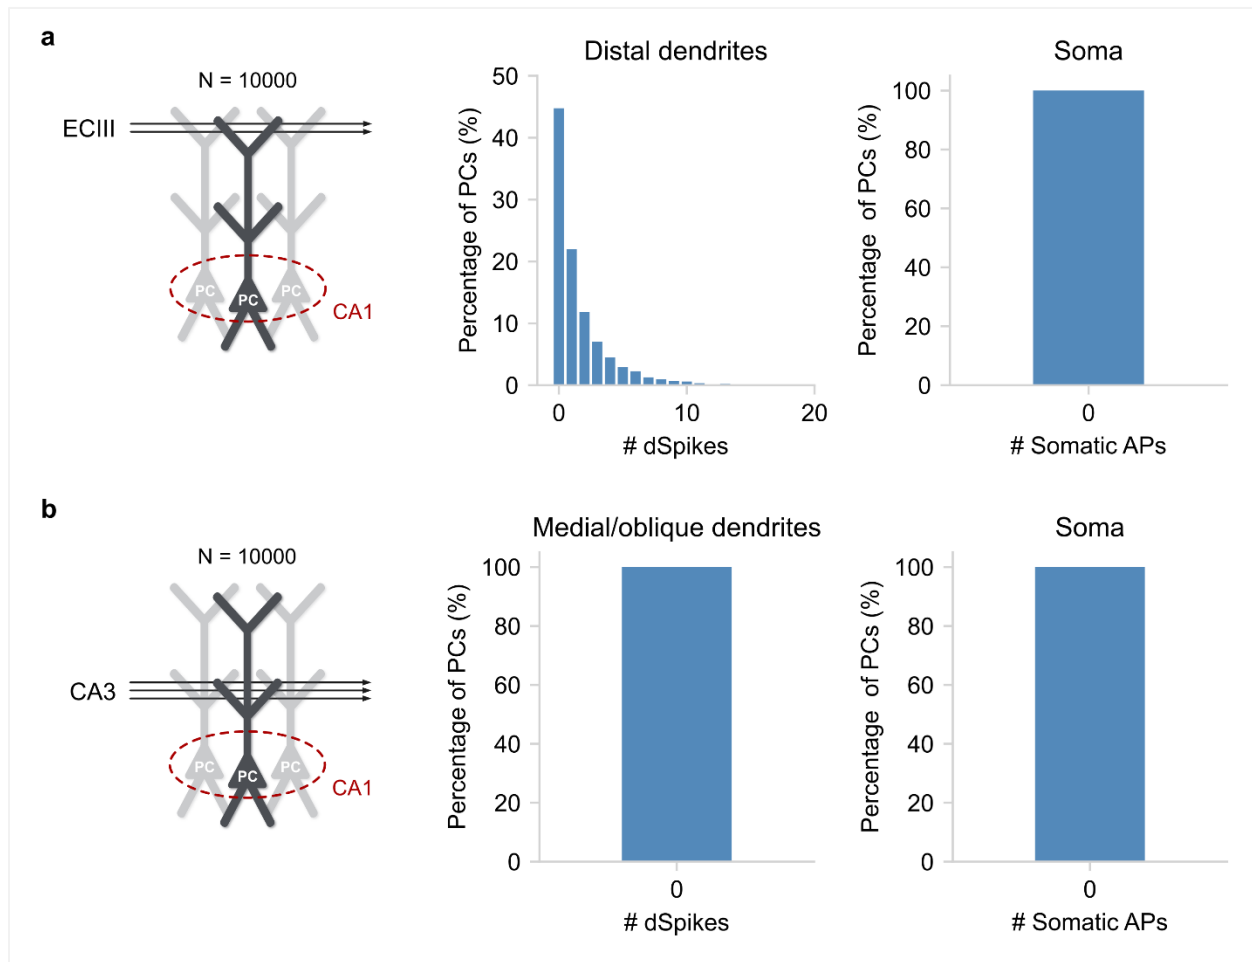 a
N = 10000
ECIII
PC PC PC
CA1
Distal dendrites
Percentage of PCs (%)
50
40
30
20
10
0
0 10 20
# dSpikes
Soma
Percentage of PCs (%)
100
80
60
40
20
0
0
# Somatic APs
b
N = 10000
CA3
PC PC PC
CA1
Medial/oblique dendrites
Percentage of PCs (%)
100
80
60
40
20
0
0
# dSpikes
Soma
Percentage of PCs (%)
100
80
60
40
20
0
0
# Somatic APs